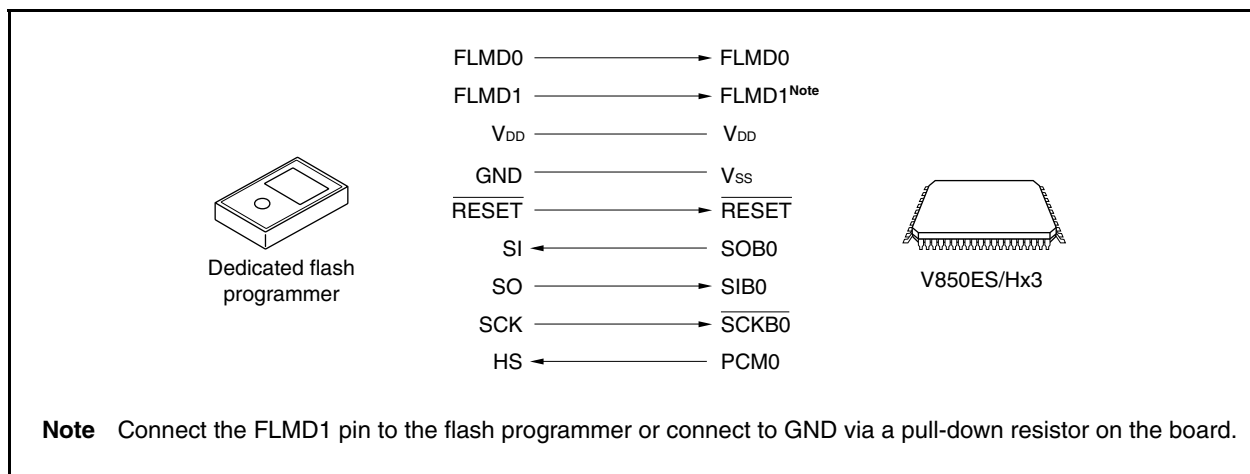 FLMD0 FLMD0
FLMD1 FLMD1Note
VDD VDD
GND VSS
RESET RESET
SI SOB0
SO SIB0
SCK SCKB0
HS PCM0
Dedicated flash
programmer
V850ES/Hx3
Note Connect the FLMD1 pin to the flash programmer or connect to GND via a pull-down resistor on the board.